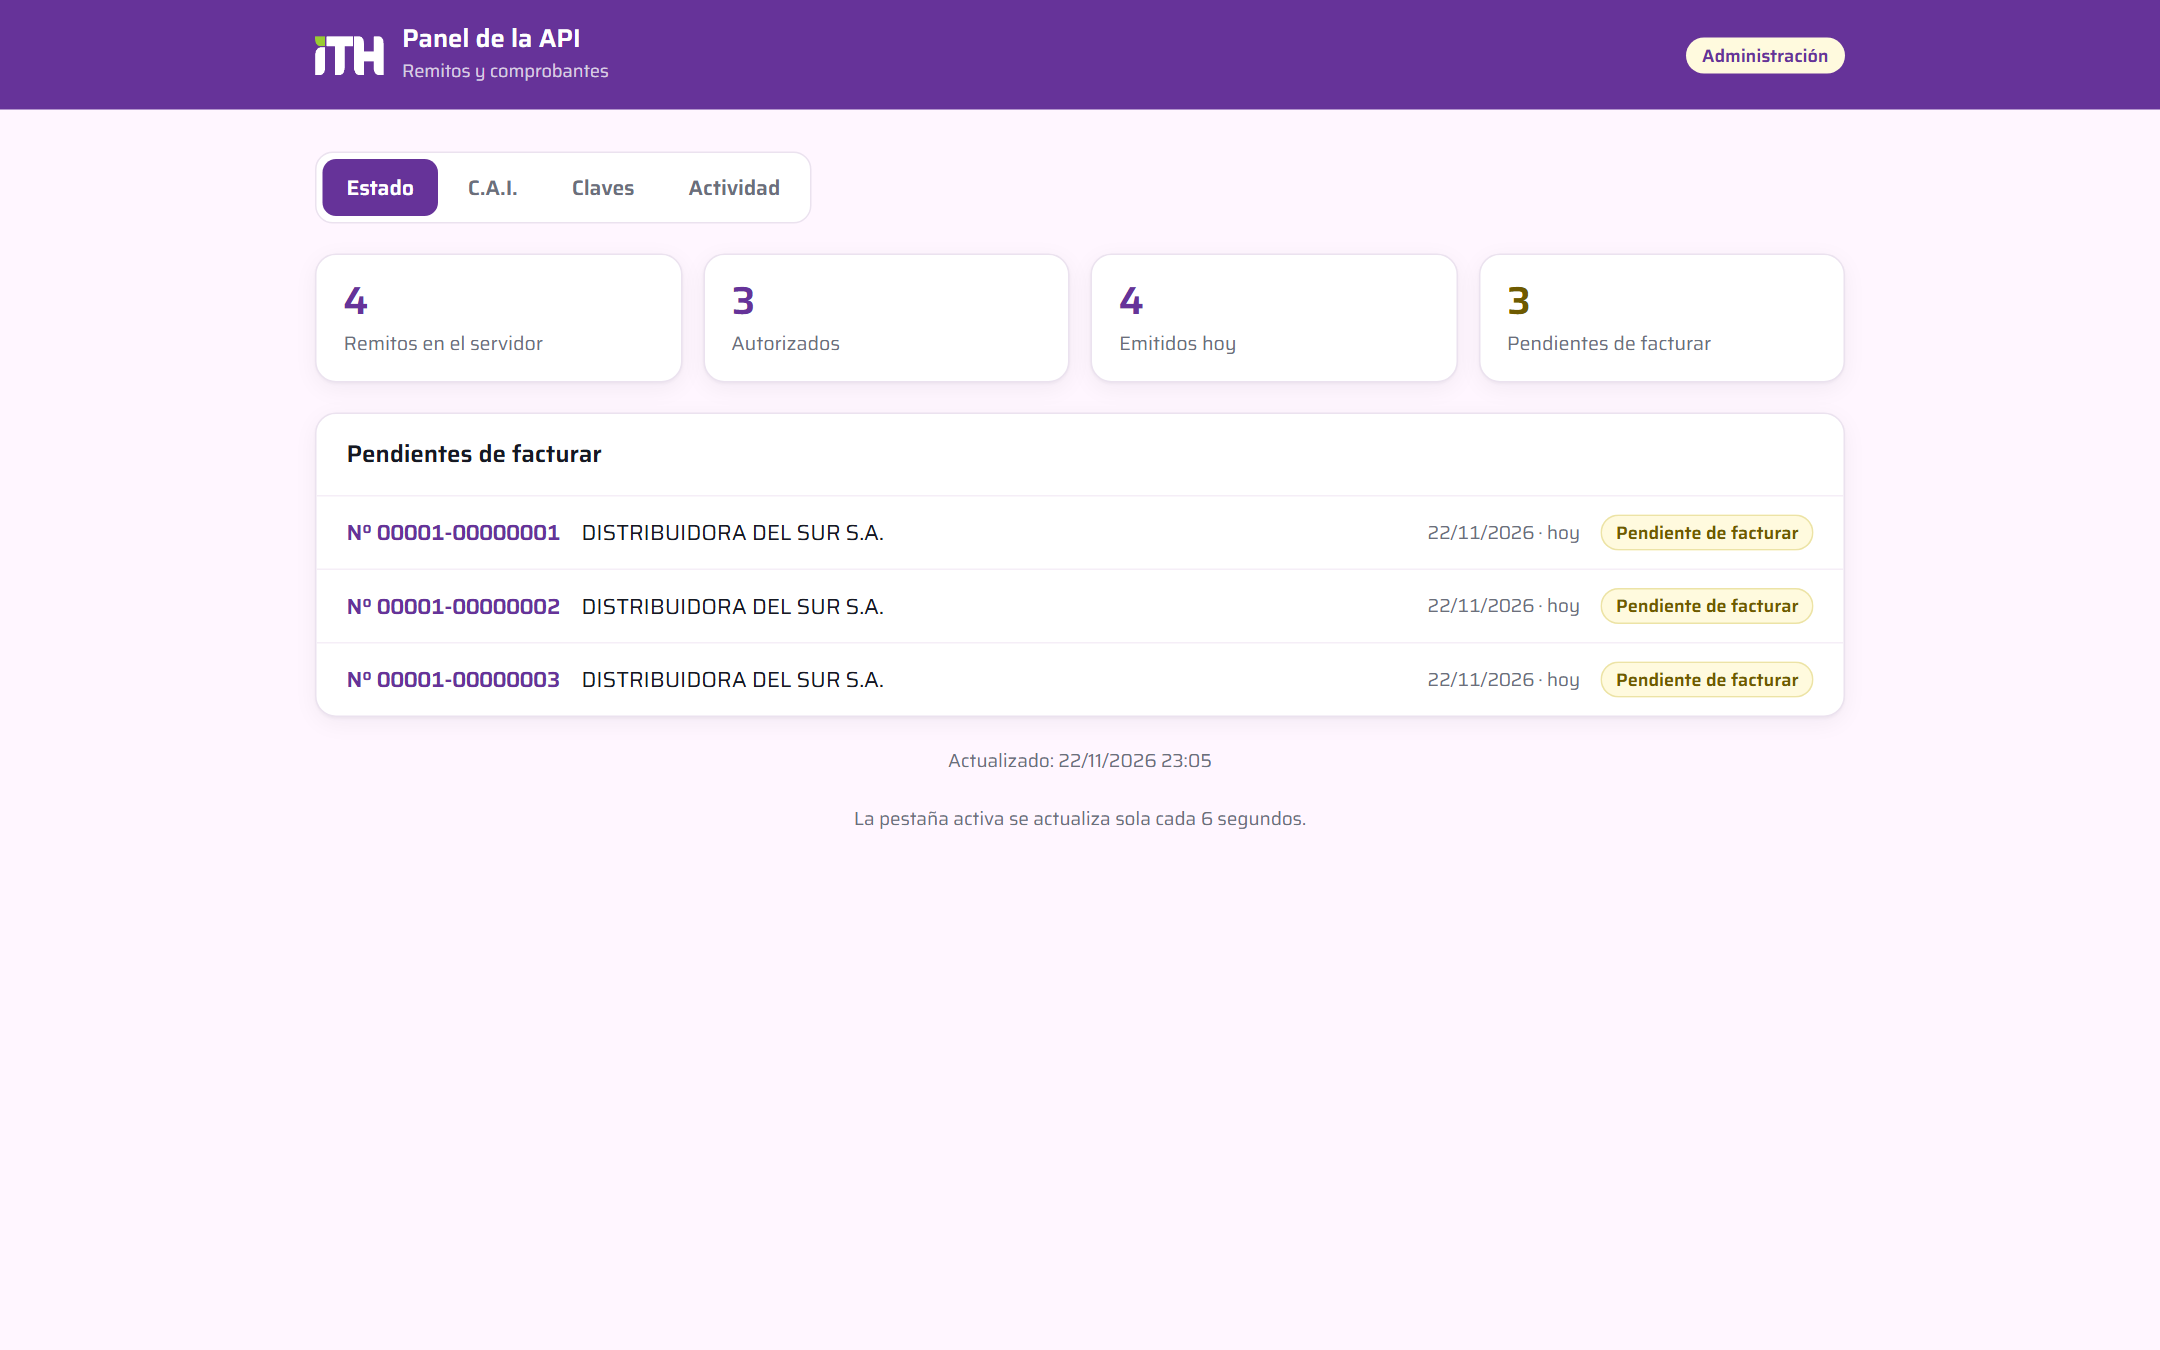 iTH
Panel de la API
Remitos y comprobantes
Administración
Estado
C.A.I.
Claves
Actividad
4
Remitos en el servidor
3
Autorizados
4
Emitidos hoy
3
Pendientes de facturar
Pendientes de facturar
Nº 00001-00000001 DISTRIBUIDORA DEL SUR S.A. 22/11/2026 · hoy Pendiente de facturar
Nº 00001-00000002 DISTRIBUIDORA DEL SUR S.A. 22/11/2026 · hoy Pendiente de facturar
Nº 00001-00000003 DISTRIBUIDORA DEL SUR S.A. 22/11/2026 · hoy Pendiente de facturar
Actualizado: 22/11/2026 23:05
La pestaña activa se actualiza sola cada 6 segundos.